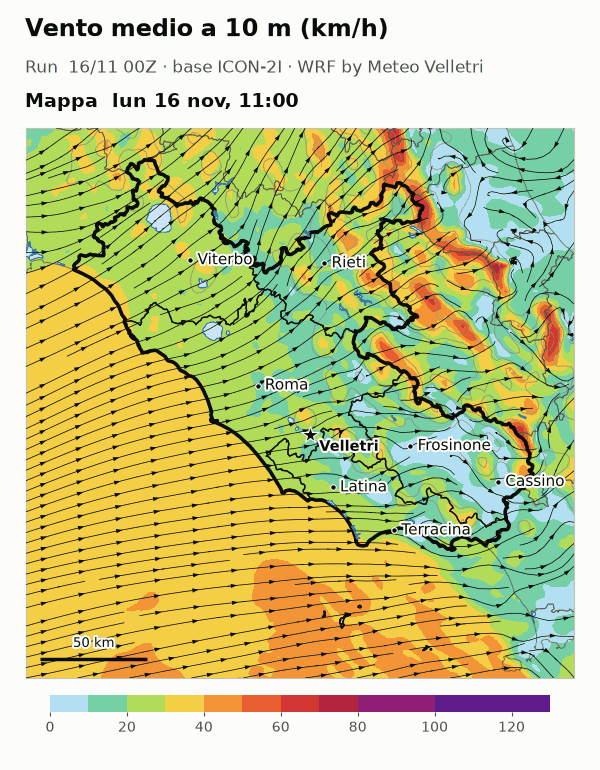 Vento medio a 10 m (km/h)
Run  16/11 00Z · base ICON-2I · WRF by Meteo Velletri
Mappa  lun 16 nov, 11:00
Viterbo
Rieti
Roma
Velletri
Frosinone
Cassino
Latina
Terracina
50 km
0 20 40 60 80 100 120